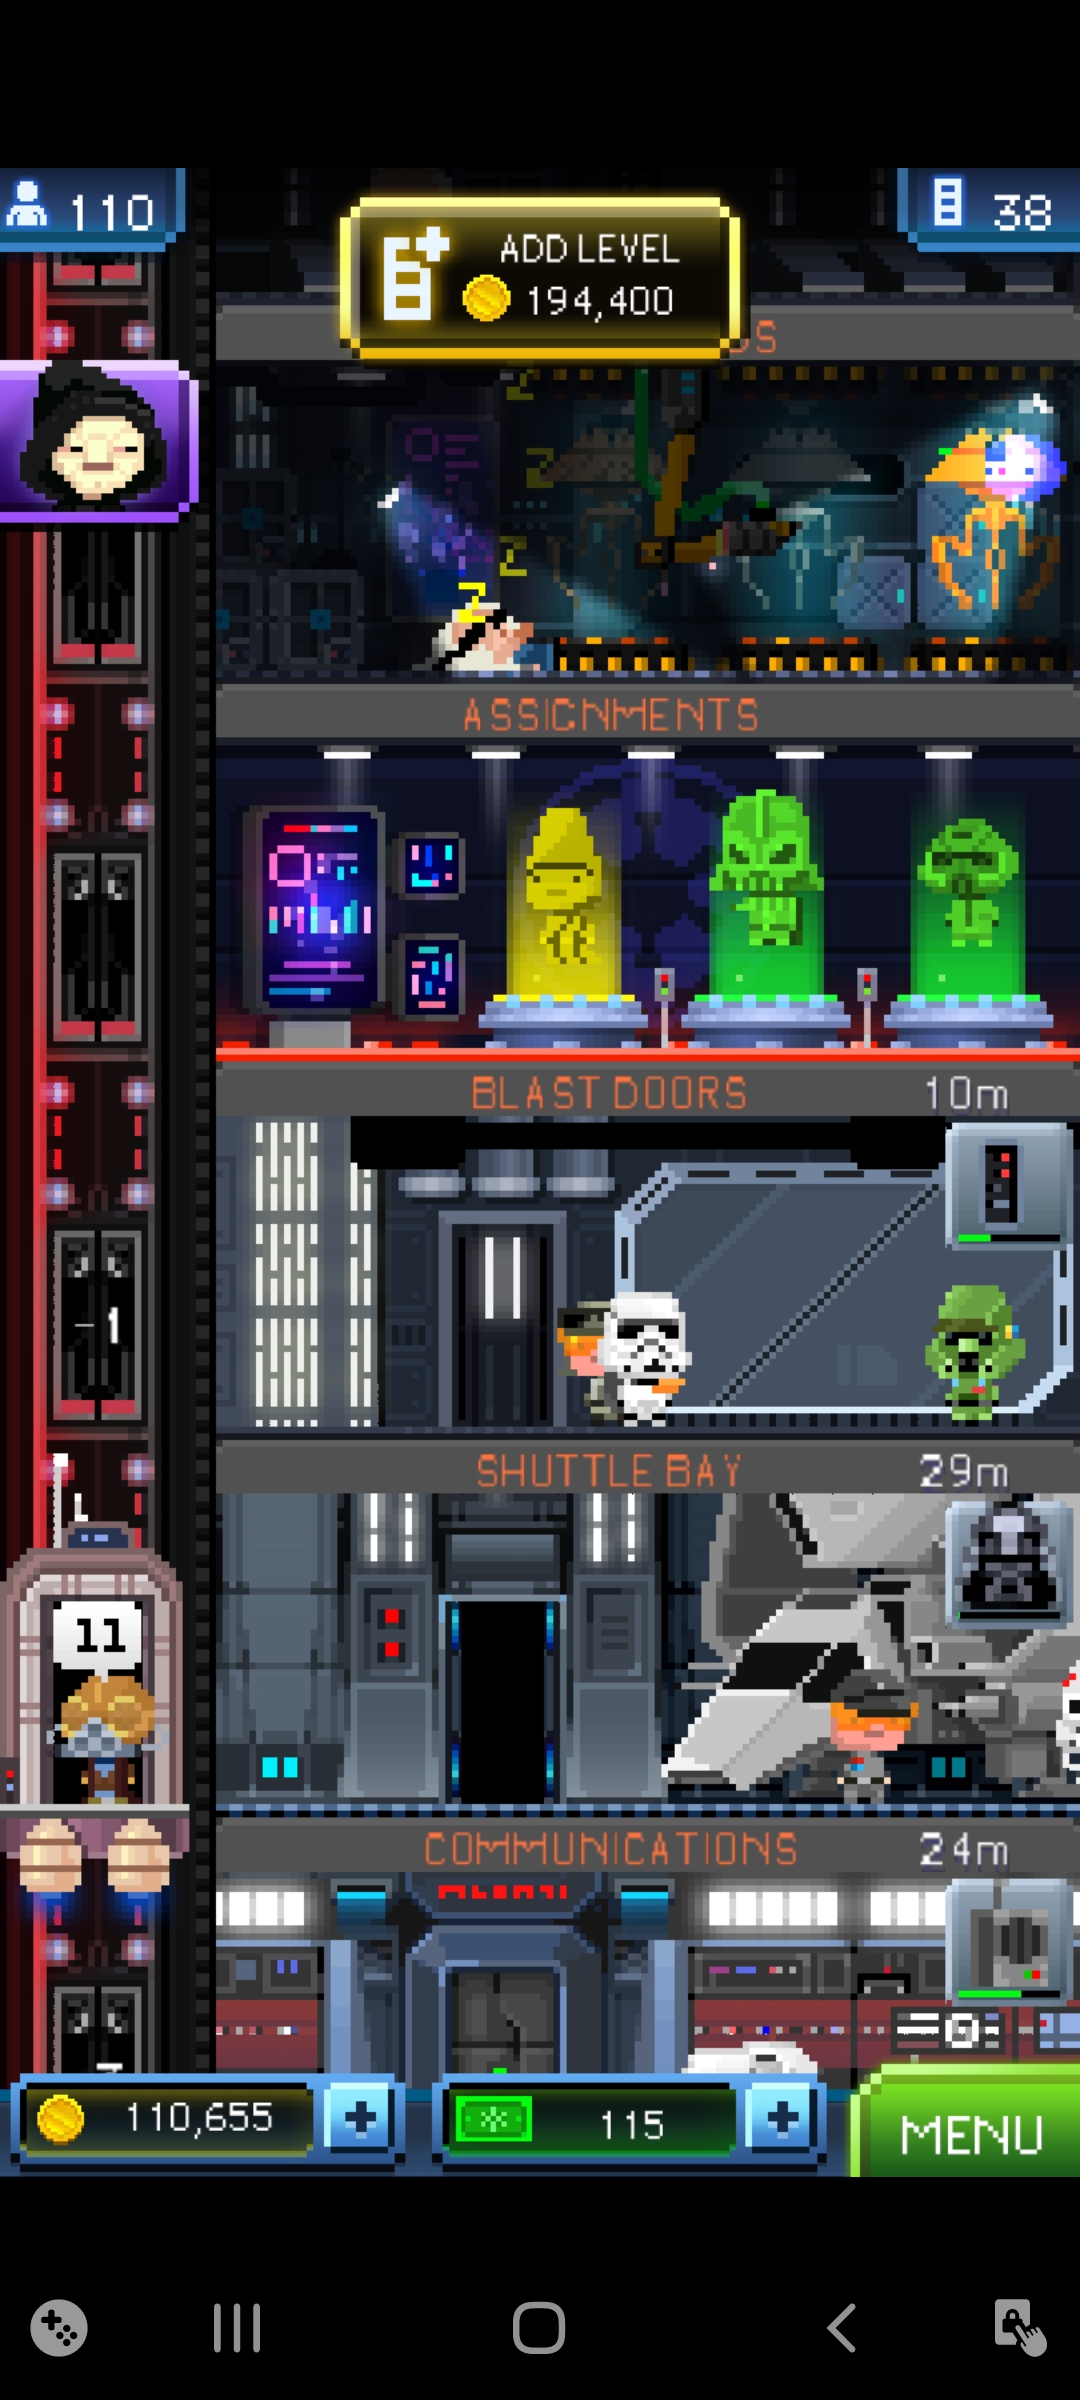 110
38
ADD LEVEL
194,400
Z
Z
Z
Z
ASSIGNMENTS
BLAST DOORS 10m
-1
SHUTTLE BAY 29m
11
COMMUNICATIONS 24m
110,655 +
115 +
MENU